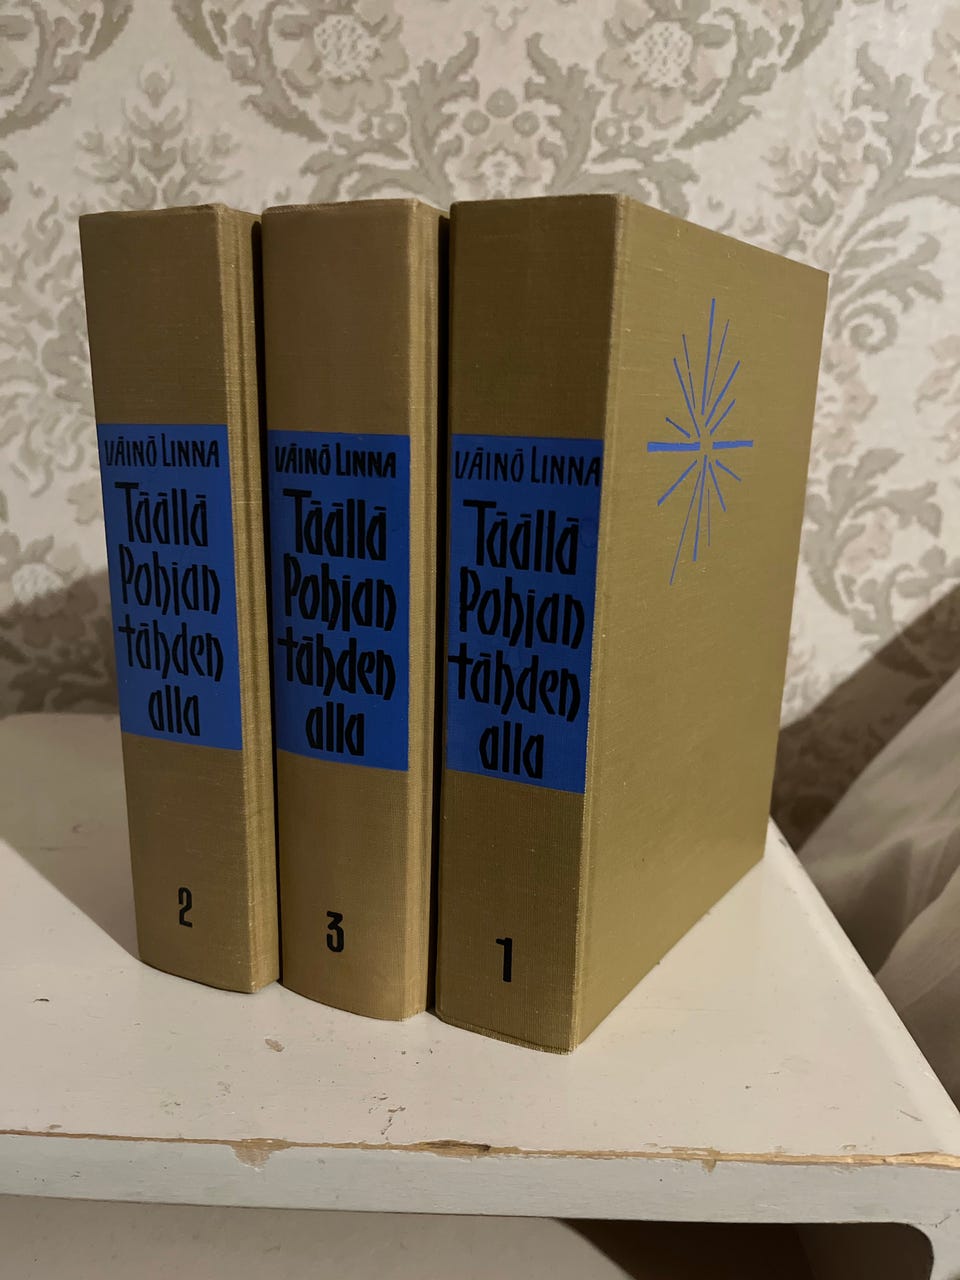 VÄINÖ LINNA
Täällä
Pohjan
tähden
alla
2
VÄINÖ LINNA
Täällä
Pohjan
tähden
alla
3
VÄINÖ LINNA
Täällä
Pohjan
tähden
alla
1